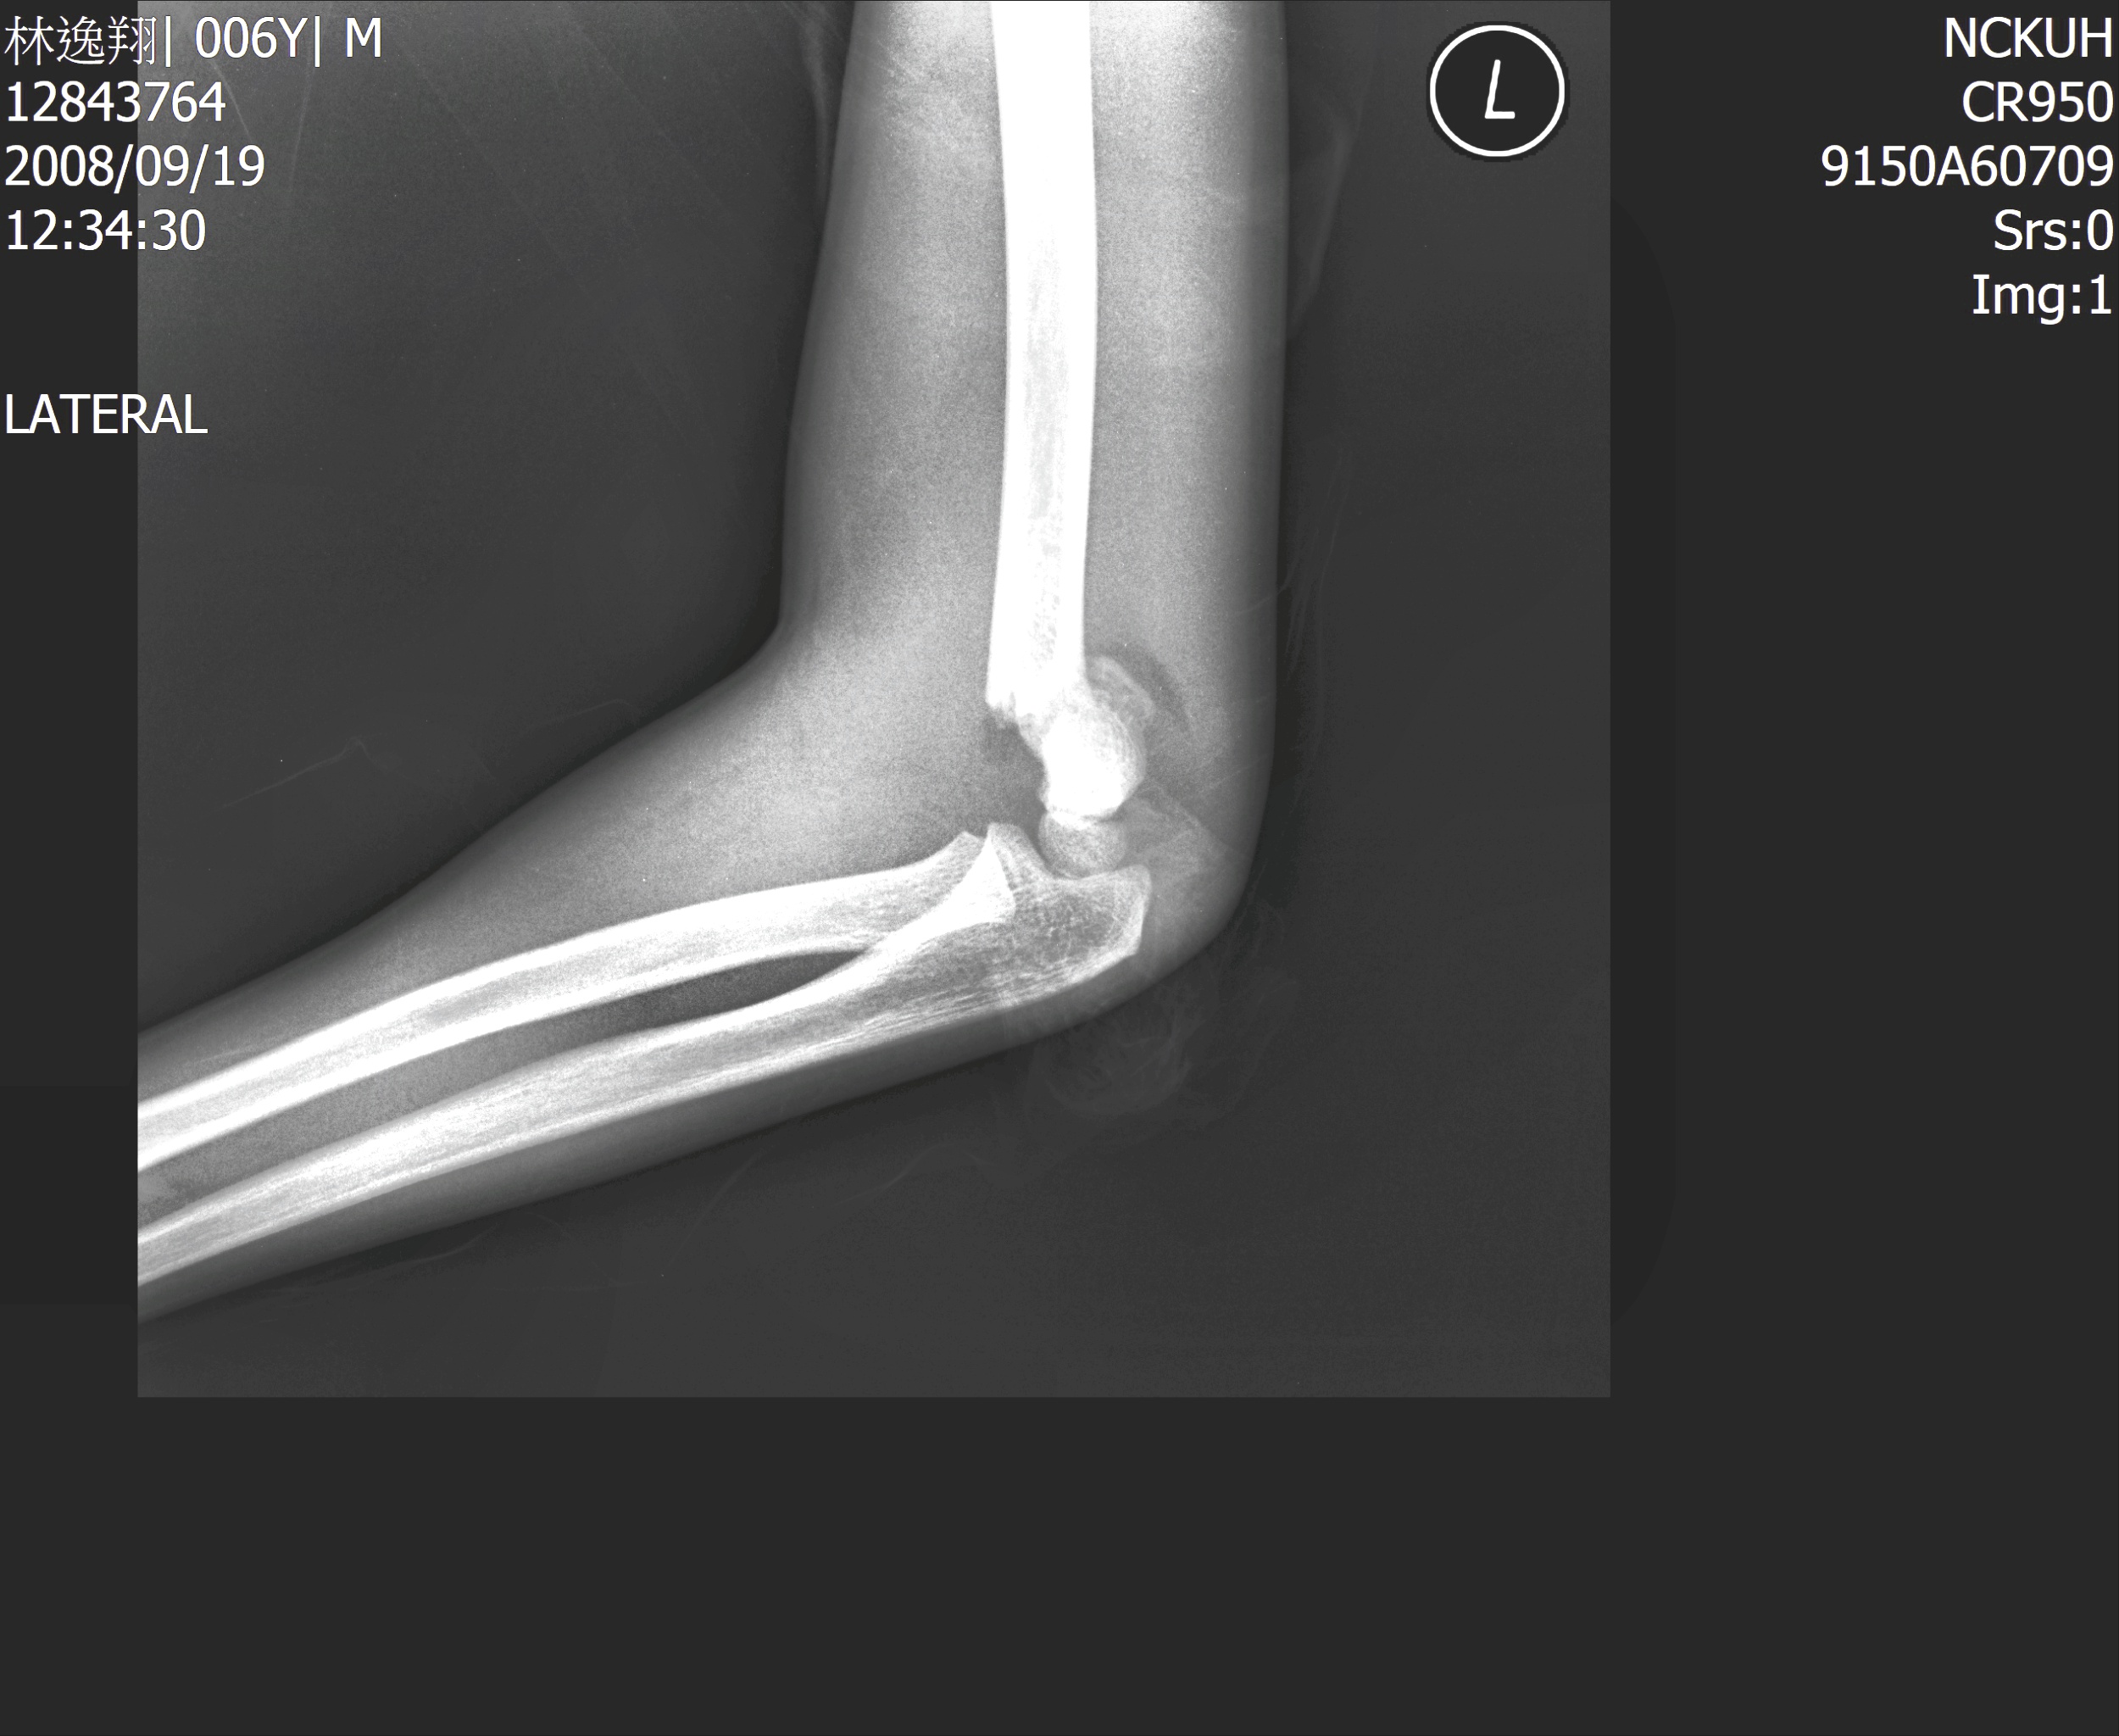 林逸翔| 006Y| M
12843764
2008/09/19
12:34:30
LATERAL
L
NCKUH
CR950
9150A60709
Srs:0
Img:1